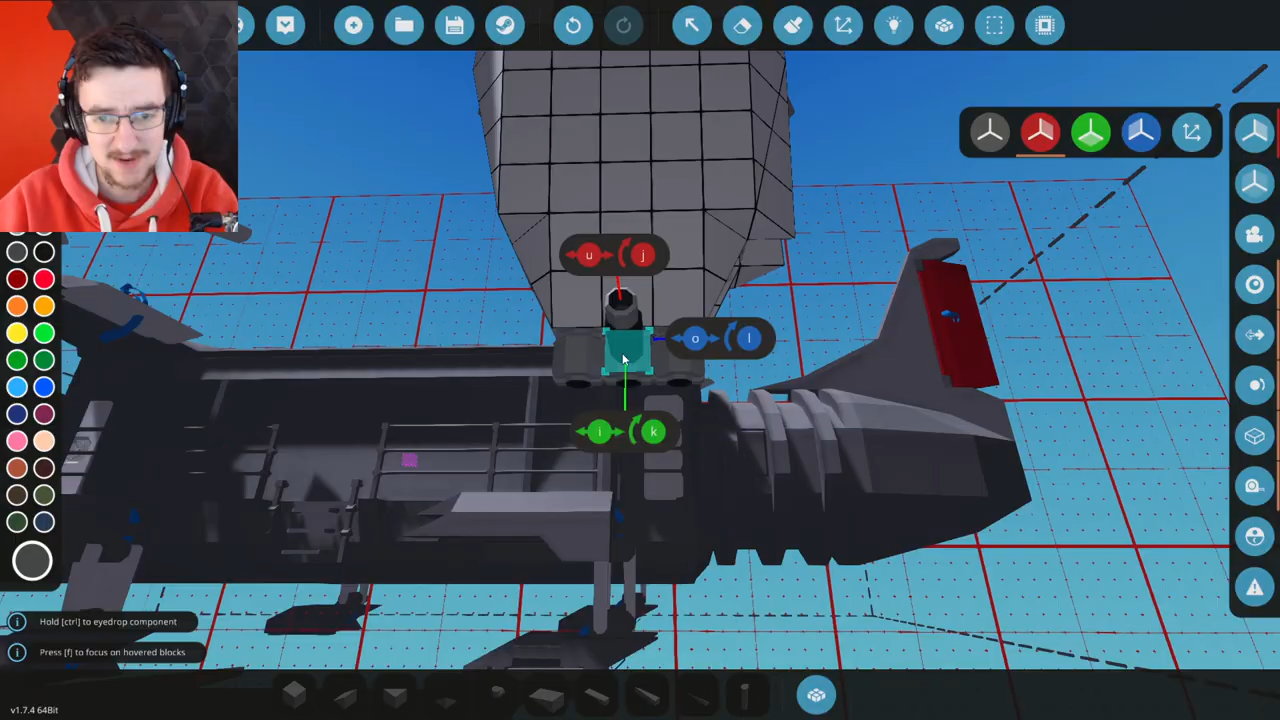 u j
o l
i k
Hold [ctrl] to eyedrop component
Press [f] to focus on hovered blocks
v1.7.4 64Bit